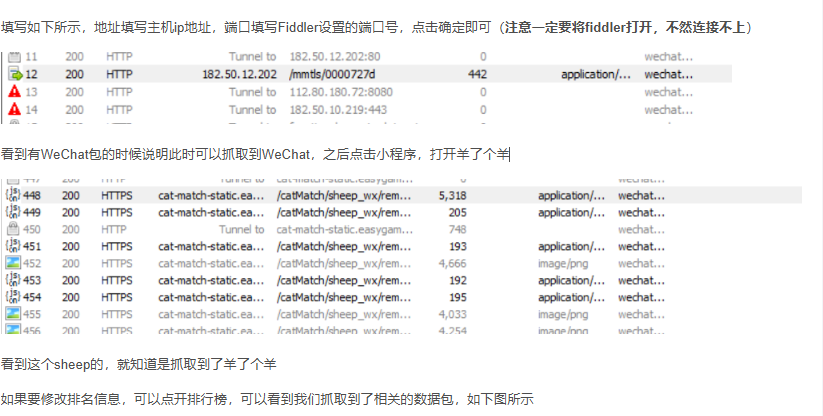 填写如下所示，地址填写主机ip地址，端口填写Fiddler设置的端口号，点击确定即可（注意一定要将fiddler打开，不然连接不上）
11 200 HTTP Tunnel to 182.50.12.202:80 0 wechat...
12 200 HTTP 182.50.12.202 /mmtls/0000727d 442 application/... wechat...
13 200 HTTP Tunnel to 112.80.180.72:8080 0 wechat...
14 200 HTTP Tunnel to 182.50.10.219:443 0 wechat...
看到有WeChat包的时候说明此时可以抓取到WeChat，之后点击小程序，打开羊了个羊
448 200 HTTPS cat-match-static.ea... /catMatch/sheep_wx/rem... 5,318 application/... wechat...
449 200 HTTPS cat-match-static.ea... /catMatch/sheep_wx/rem... 205 application/... wechat...
450 200 HTTP Tunnel to cat-match-static.easygam... 748 wechat...
451 200 HTTPS cat-match-static.ea... /catMatch/sheep_wx/rem... 193 application/... wechat...
452 200 HTTPS cat-match-static.ea... /catMatch/sheep_wx/rem... 4,666 image/png wechat...
453 200 HTTPS cat-match-static.ea... /catMatch/sheep_wx/rem... 192 application/... wechat...
454 200 HTTPS cat-match-static.ea... /catMatch/sheep_wx/rem... 195 application/... wechat...
455 200 HTTPS cat-match-static.ea... /catMatch/sheep_wx/rem... 4,033 image/png wechat...
456 200 HTTPS cat-match-static.ea... /catMatch/sheep_wx/rem... 4,254 image/png wechat...
看到这个sheep的，就知道是抓取到了羊了个羊
如果要修改排名信息，可以点开排行榜，可以看到我们抓取到了相关的数据包，如下图所示